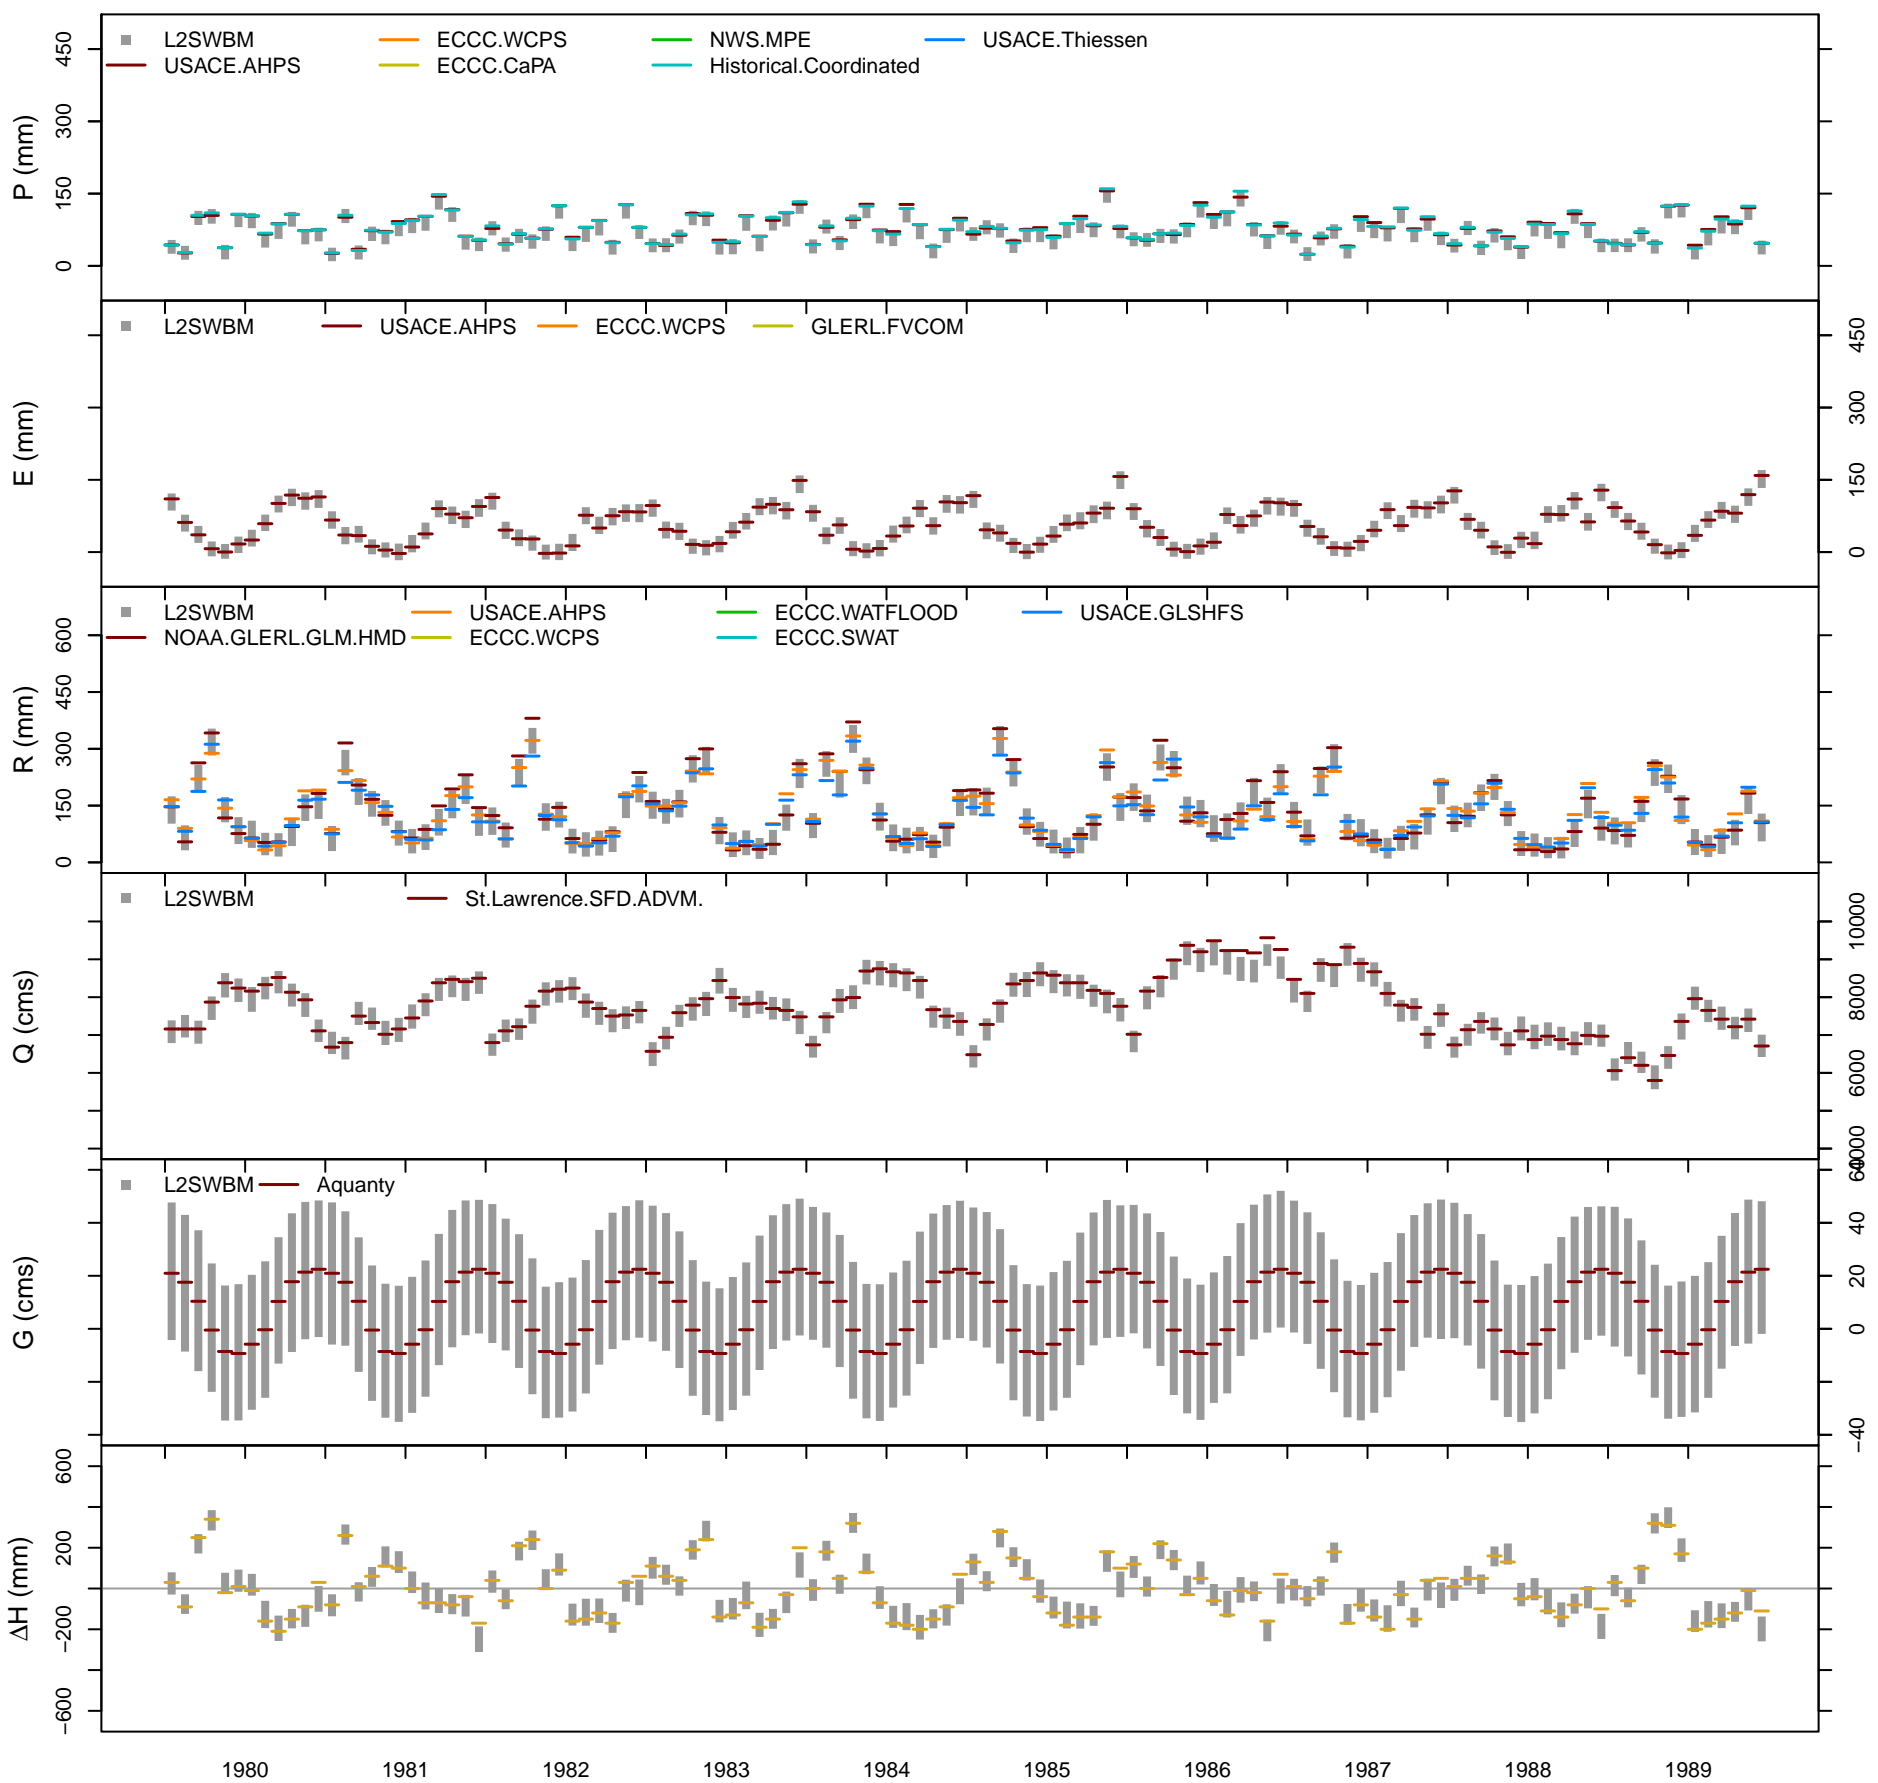 L2SWBM ECCC.WCPS NWS.MPE USACE.Thiessen
USACE.AHPS ECCC.CaPA Historical.Coordinated
P (mm)
450
300
150
0
L2SWBM USACE.AHPS ECCC.WCPS GLERL.FVCOM
E (mm)
450
300
150
0
L2SWBM USACE.AHPS ECCC.WATFLOOD USACE.GLSHFS
NOAA.GLERL.GLM.HMD ECCC.WCPS ECCC.SWAT
R (mm)
600
450
300
150
0
L2SWBM St.Lawrence.SFD.ADVM.
Q (cms)
10000
8000
6000
4000
L2SWBM Aquanty
G (cms)
60
40
20
0
−40
ΔH (mm)
600
200
−200
−600
1980 1981 1982 1983 1984 1985 1986 1987 1988 1989